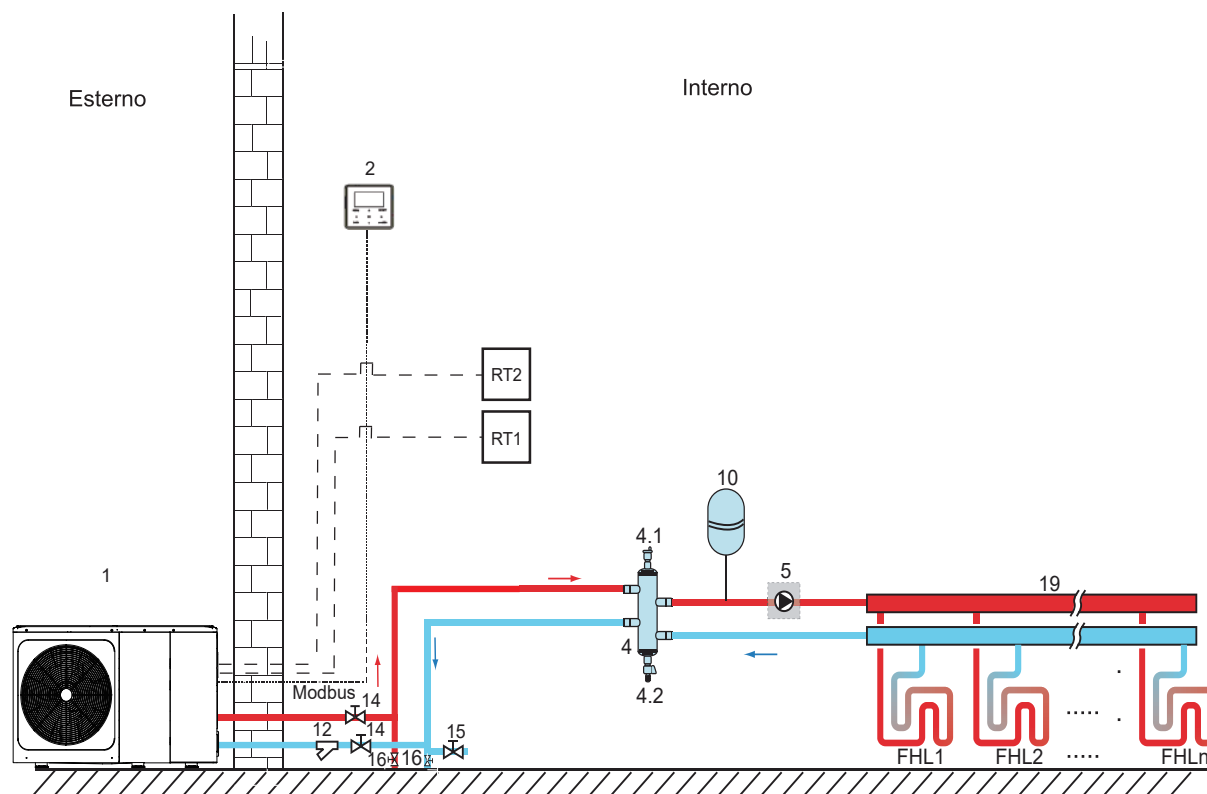 Esterno
Interno
2
RT2
RT1
10
4.1
5
19
1
4
4.2
Modbus
14
12
14
15
16
16
FHL1
FHL2
.....
.....
FHLn